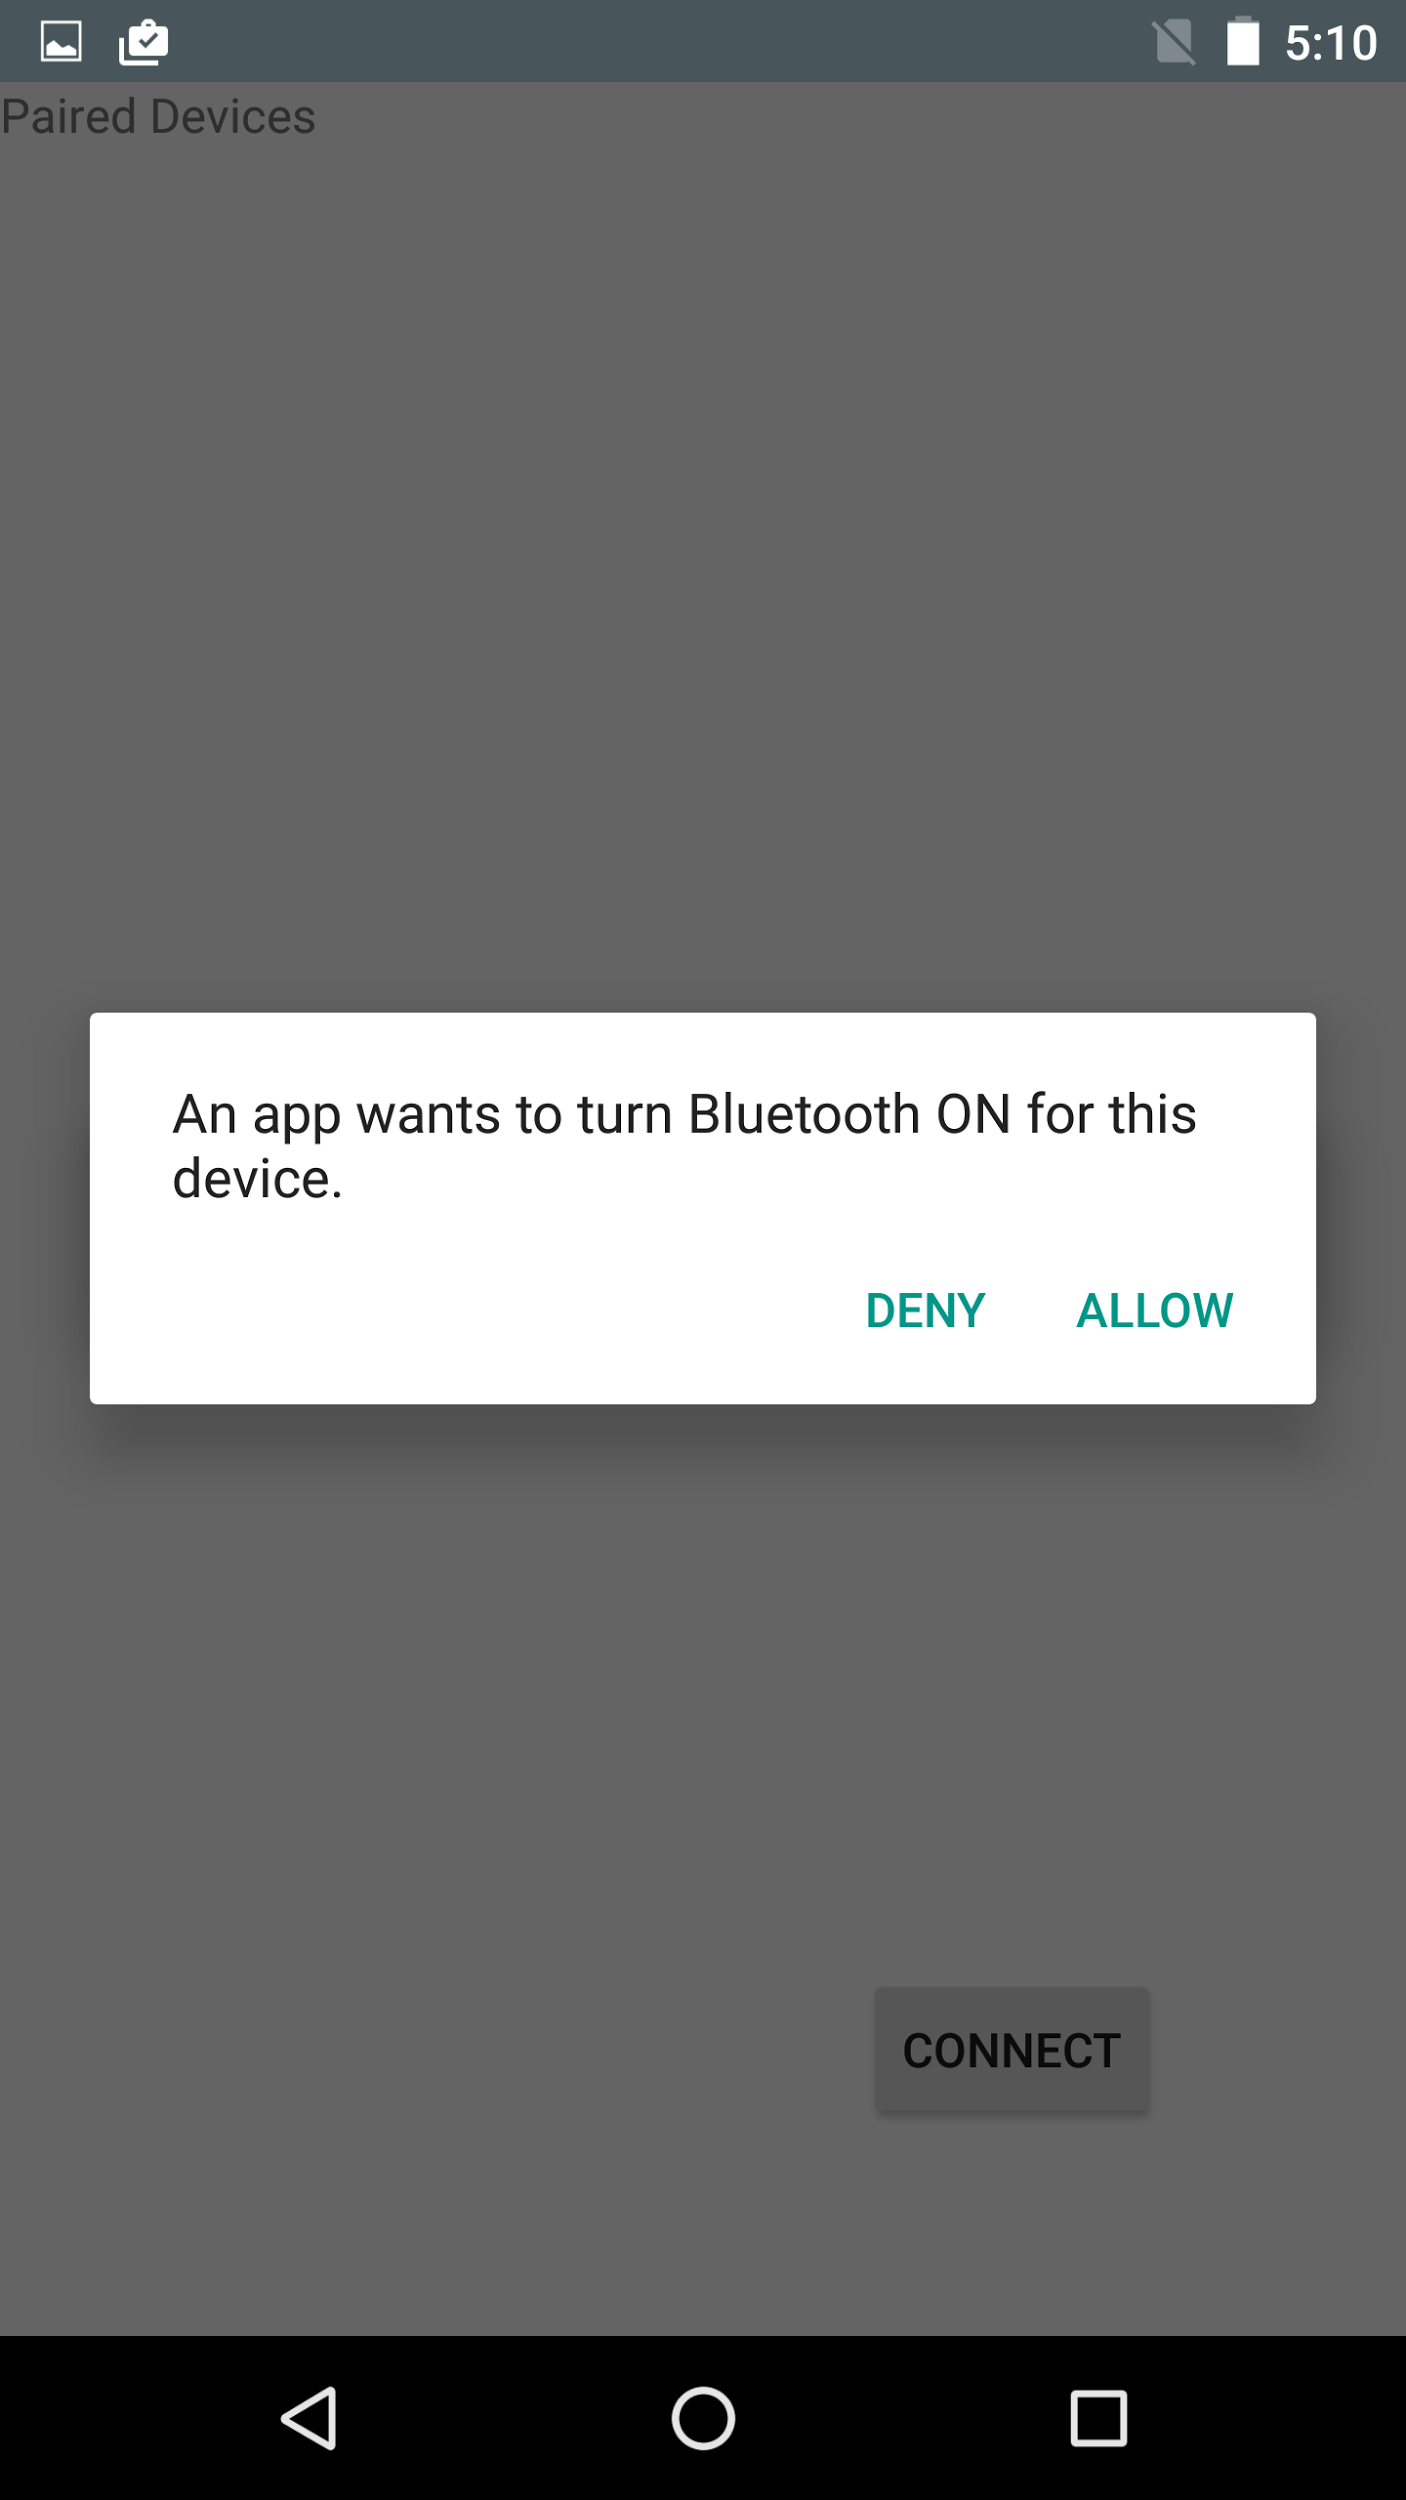 5:10
Paired Devices
An app wants to turn Bluetooth ON for this
device.
DENY ALLOW
CONNECT